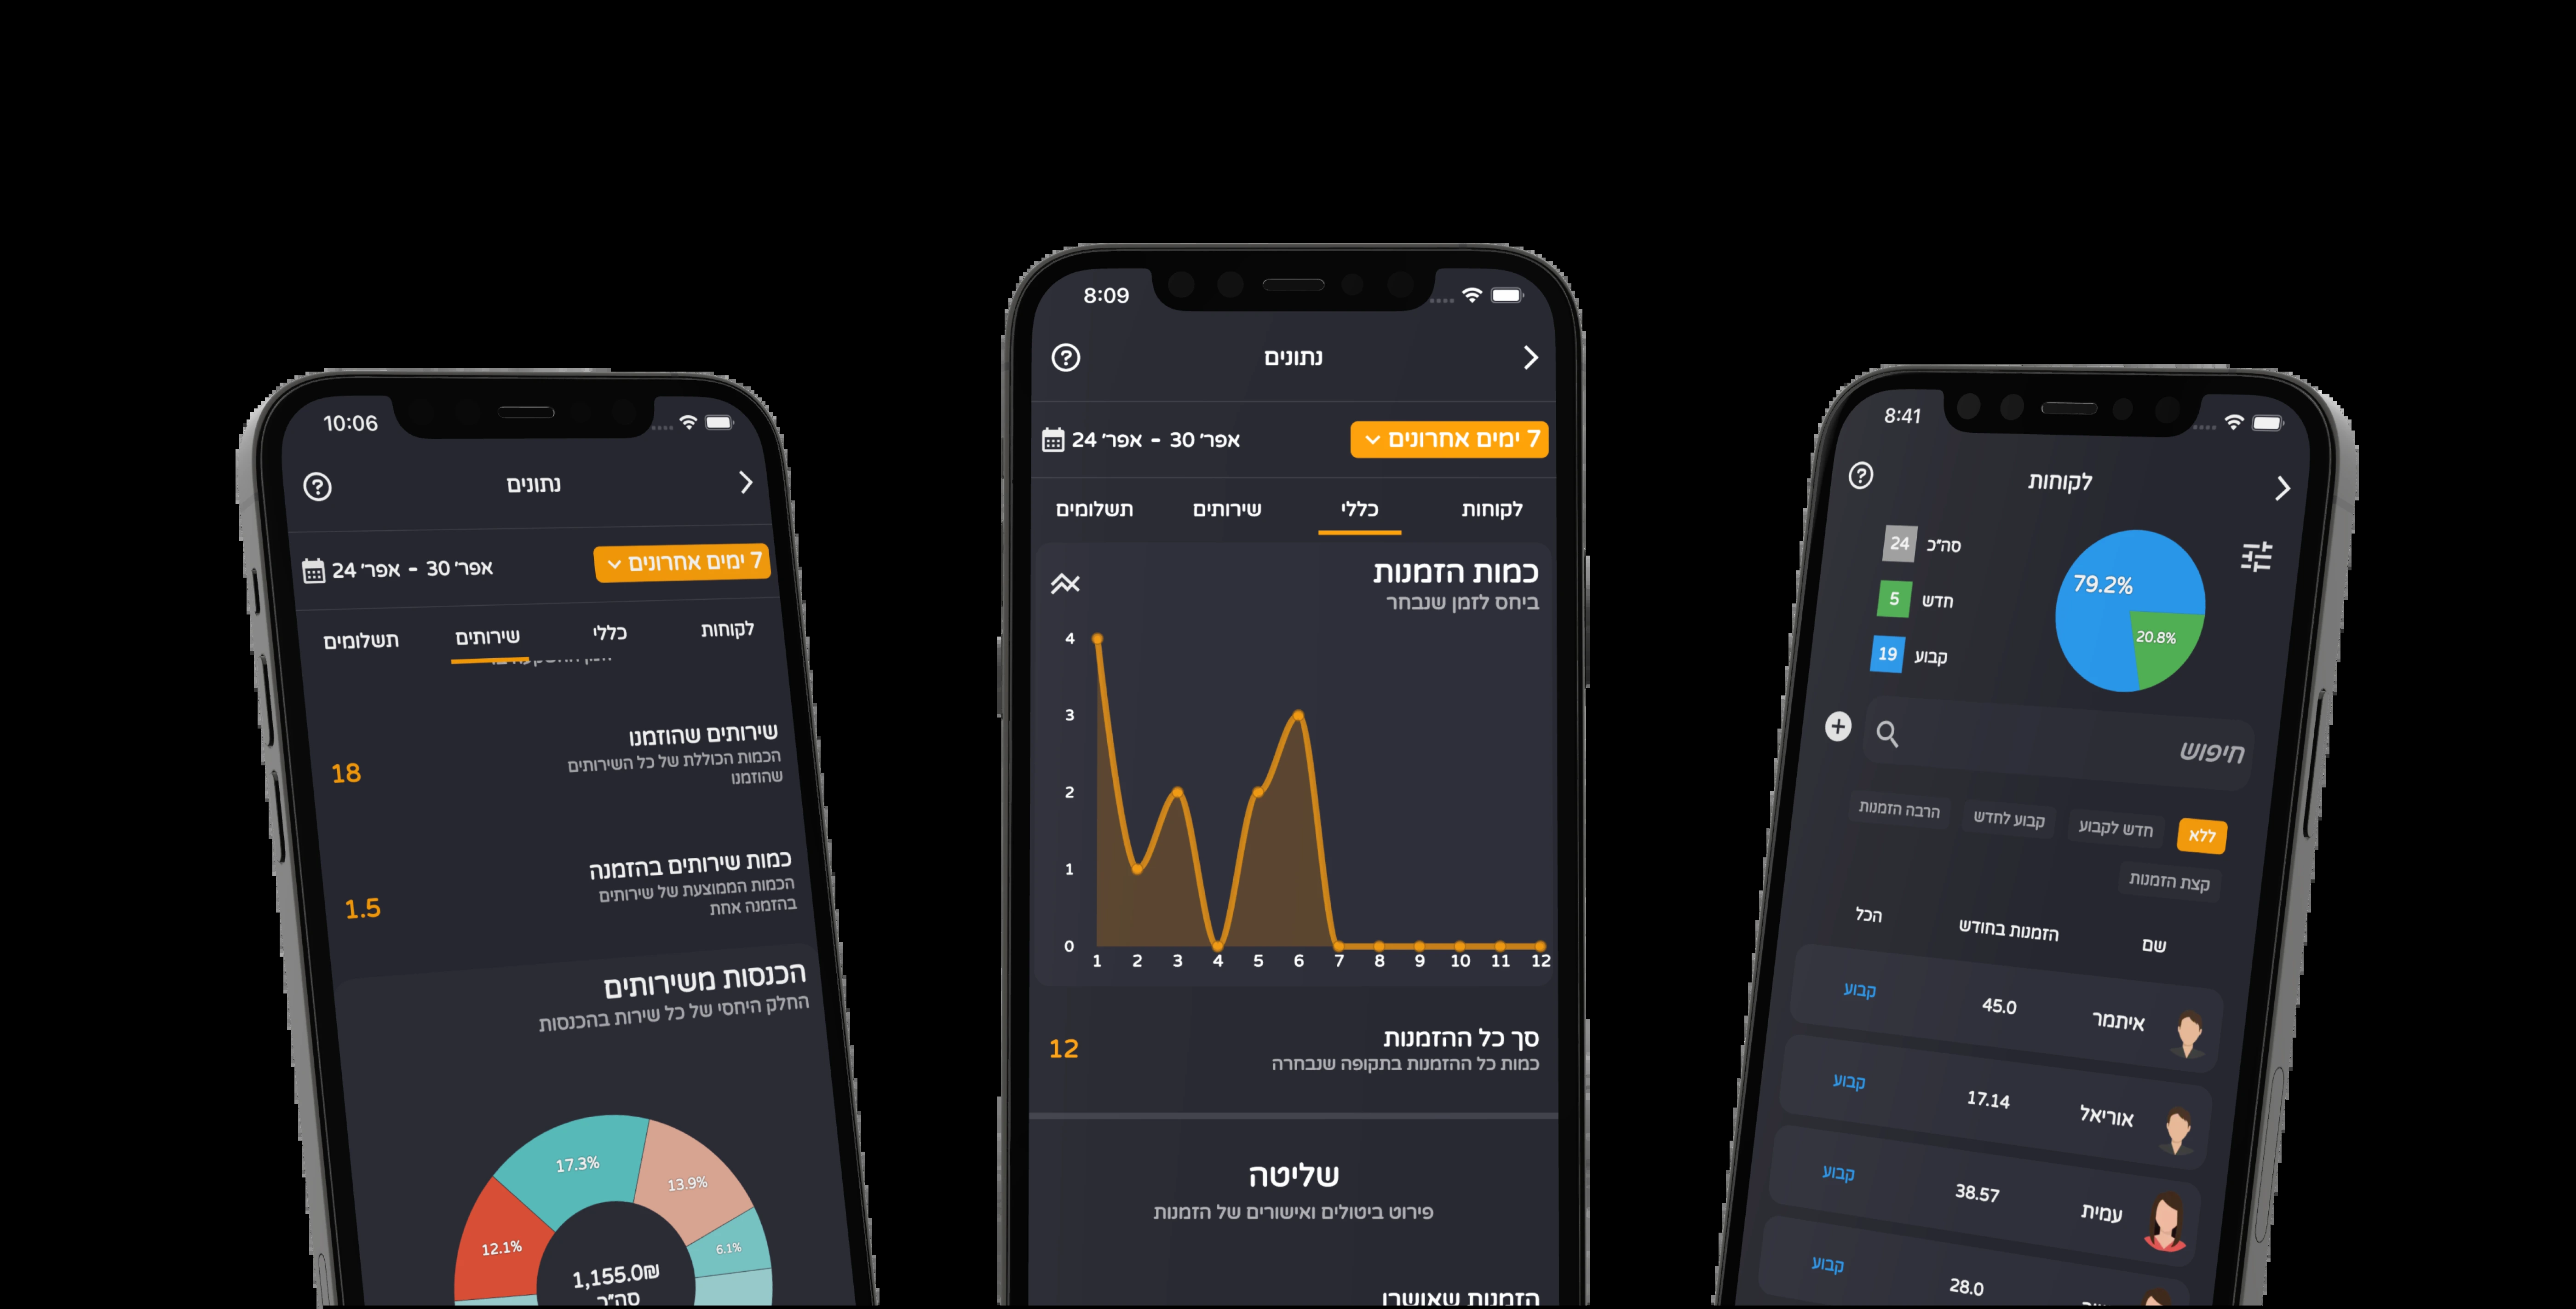 10:06
נתונים
7 ימים אחרונים
24 אפר׳ - 30 אפר׳
לקוחות
כללי
שירותים
תשלומים
שירותים שהוזמנו
הכמות הכוללת של כל השירותים
שהוזמנו
18
כמות שירותים בהזמנה
הכמות הממוצעת של שירותים
בהזמנה אחת
1.5
הכנסות משירותים
החלק היחסי של כל שירות בהכנסות
17.3%
13.9%
12.1%
6.1%
1,155.0₪
סה״כ
8:09
נתונים
7 ימים אחרונים
24 אפר׳ - 30 אפר׳
לקוחות
כללי
שירותים
תשלומים
כמות הזמנות
ביחס לזמן שנבחר
4
3
2
1
0
1 2 3 4 5 6 7 8 9 10 11 12
סך כל ההזמנות
כמות כל ההזמנות בתקופה שנבחרה
12
שליטה
פירוט ביטולים ואישורים של הזמנות
הזמנות שאושרו
8:41
לקוחות
79.2%
20.8%
סה״כ 24
חדש 5
קבוע 19
חיפוש
ללא
חדש לקבוע
קבוע לחדש
הרבה הזמנות
קצת הזמנות
שם
הזמנות בחודש
הכל
איתמר 45.0 קבוע
אוריאל 17.14 קבוע
עמית 38.57 קבוע
28.0 קבוע